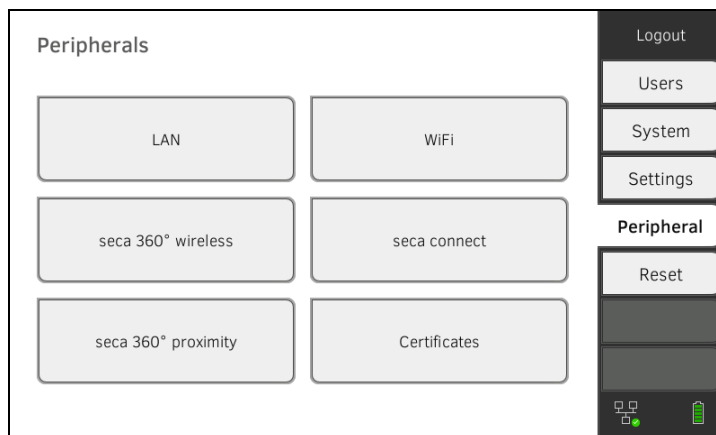 Peripherals
LAN
WiFi
seca 360° wireless
seca connect
seca 360° proximity
Certificates
Logout
Users
System
Settings
Peripheral
Reset